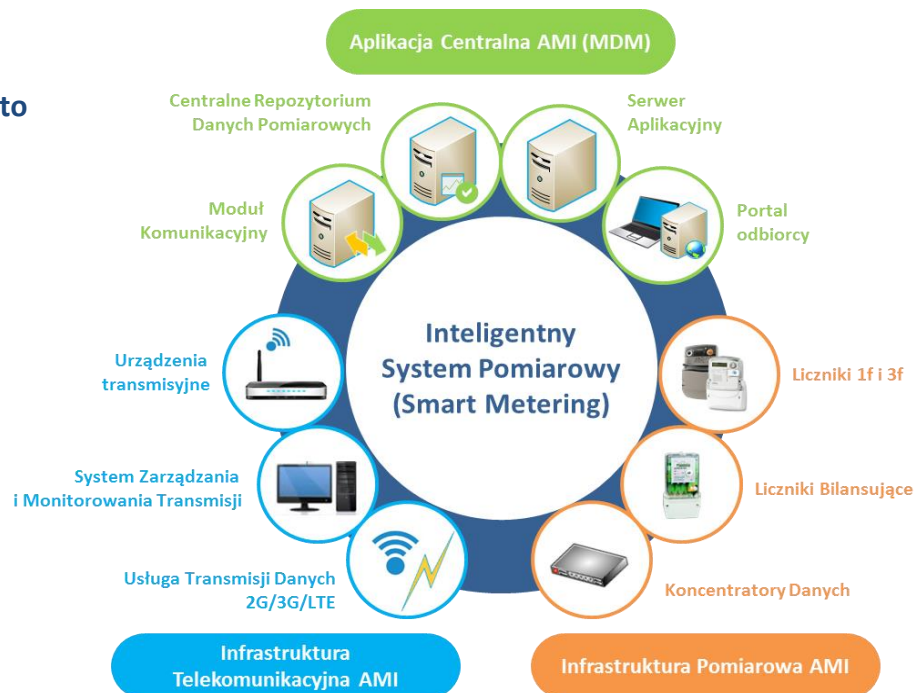 Aplikacja Centralna AMI (MDM)
to
Centralne Repozytorium
Danych Pomiarowych
Serwer
Aplikacyjny
Moduł
Komunikacyjny
Portal
odbiorcy
Inteligentny
System Pomiarowy
(Smart Metering)
Urządzenia
transmisyjne
Liczniki 1f i 3f
System Zarządzania
i Monitorowania Transmisji
Liczniki Bilansujące
Usługa Transmisji Danych
2G/3G/LTE
Koncentratory Danych
Infrastruktura
Telekomunikacyjna AMI
Infrastruktura Pomiarowa AMI